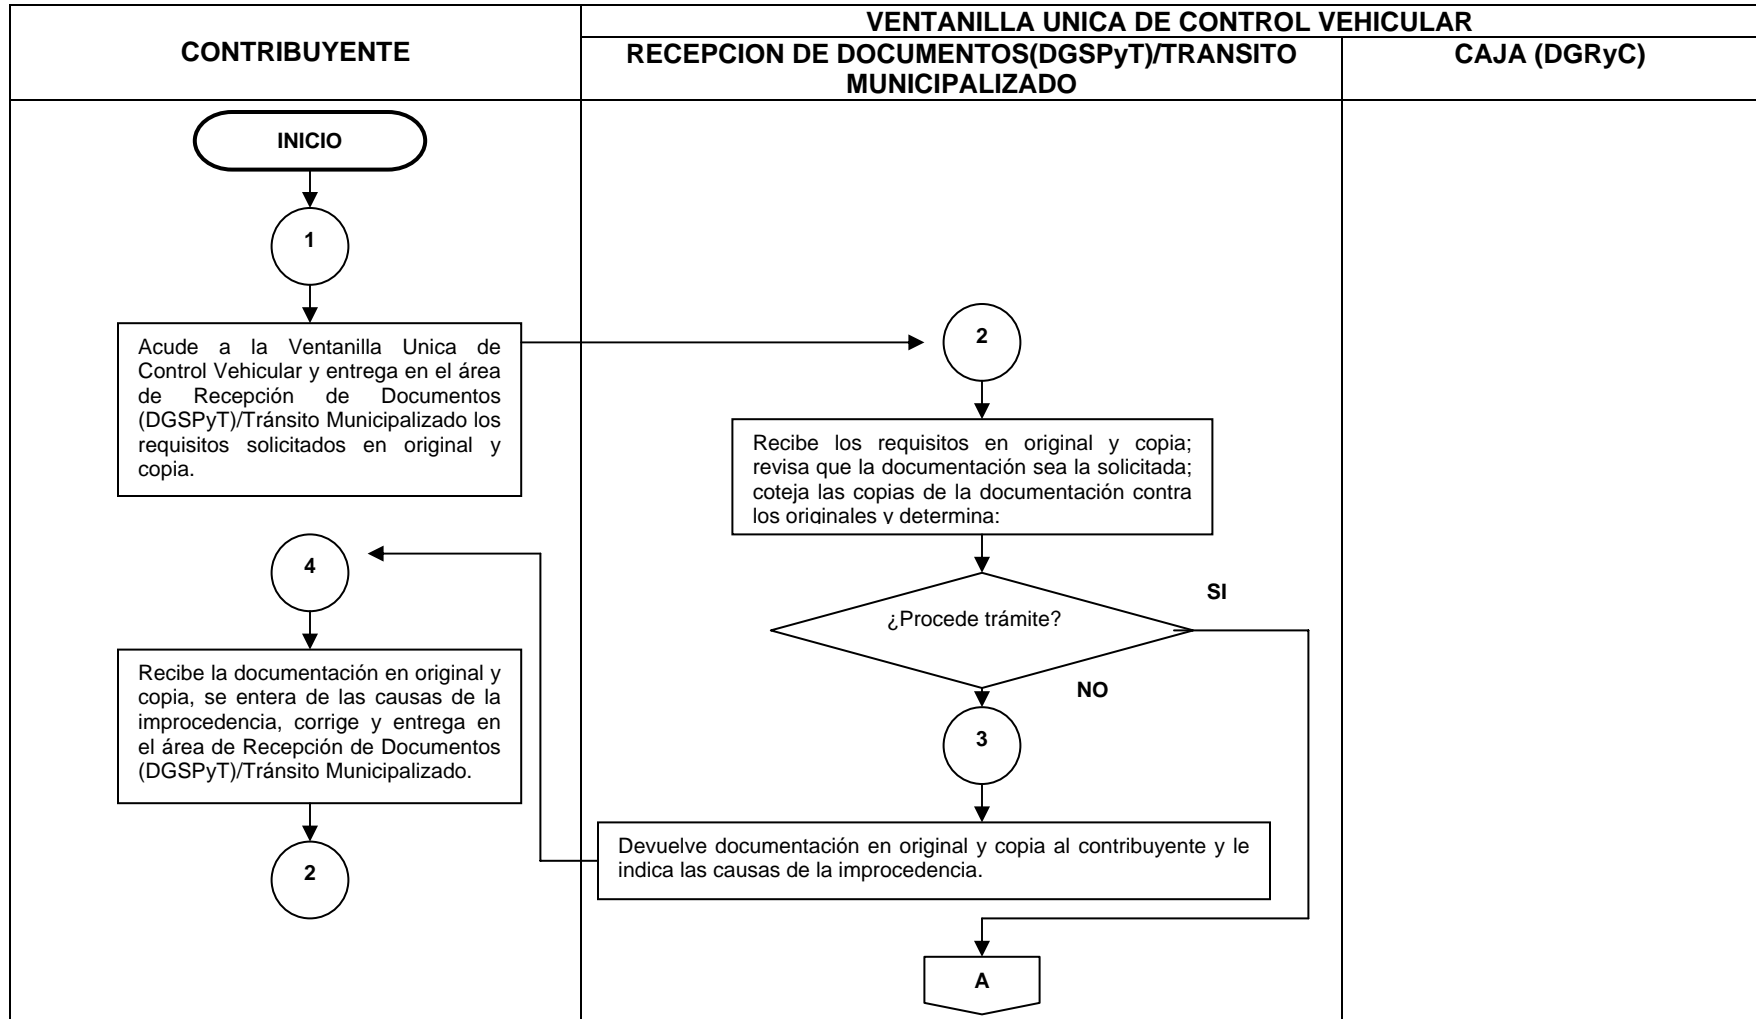 CONTRIBUYENTE
VENTANILLA UNICA DE CONTROL VEHICULAR
RECEPCION DE DOCUMENTOS(DGSPyT)/TRANSITO
MUNICIPALIZADO
CAJA (DGRyC)
INICIO
1
Acude a la Ventanilla Unica de
Control Vehicular y entrega en el área
de Recepción de Documentos
(DGSPyT)/Tránsito Municipalizado los
requisitos solicitados en original y
copia.
2
Recibe los requisitos en original y copia;
revisa que la documentación sea la solicitada;
coteja las copias de la documentación contra
los originales y determina:
¿Procede trámite?
SI
NO
3
Devuelve documentación en original y copia al contribuyente y le
indica las causas de la improcedencia.
4
Recibe la documentación en original y
copia, se entera de las causas de la
improcedencia, corrige y entrega en
el área de Recepción de Documentos
(DGSPyT)/Tránsito Municipalizado.
2
A